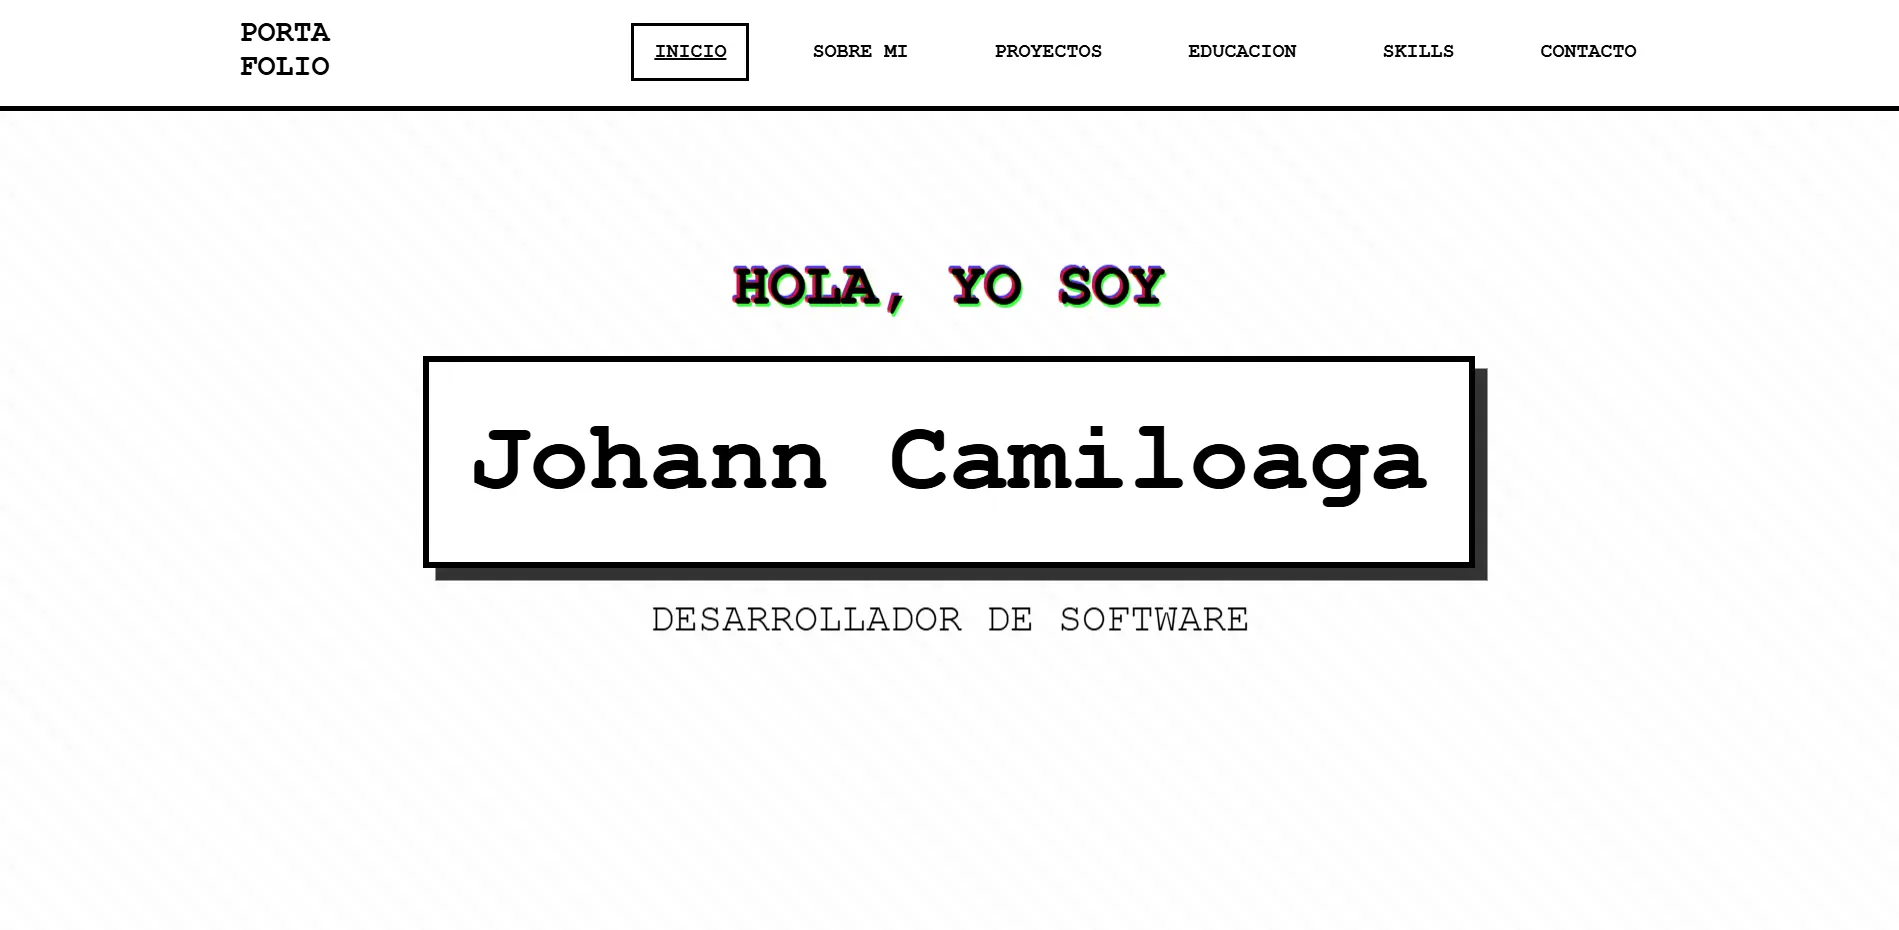 PORTA
FOLIO
INICIO SOBRE MI PROYECTOS EDUCACION SKILLS CONTACTO
HOLA, YO SOY
Johann Camiloaga
DESARROLLADOR DE SOFTWARE